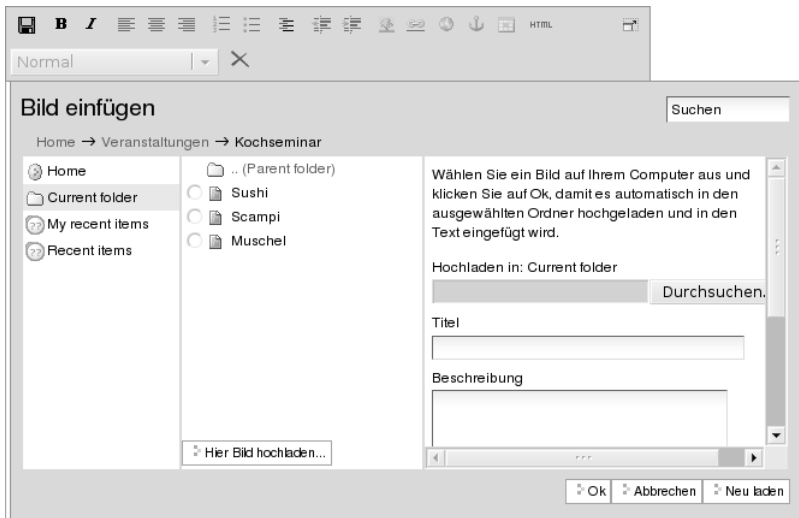 B I HTML
Normal
Bild einfügen
Suchen
Home → Veranstaltungen → Kochseminar
Home
Current folder
My recent items
Recent items
.. (Parent folder)
Sushi
Scampi
Muschel
Hier Bild hochladen...
Wählen Sie ein Bild auf Ihrem Computer aus und
klicken Sie auf Ok, damit es automatisch in den
ausgewählten Ordner hochgeladen und in den
Text eingefügt wird.
Hochladen in: Current folder
Durchsuchen.
Titel
Beschreibung
Ok Abbrechen Neu laden